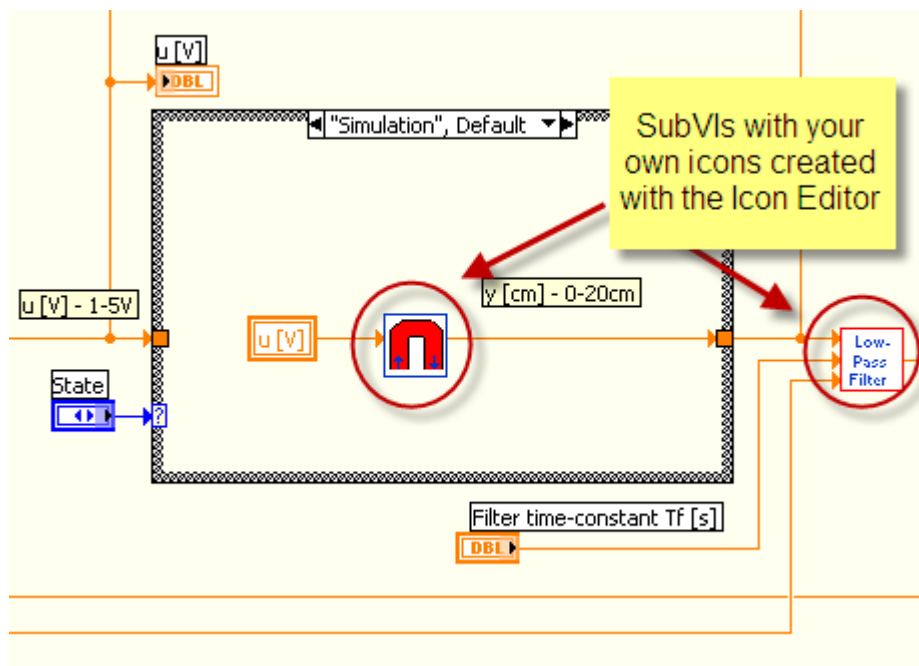 u [V]
DBL
"Simulation", Default
SubVIs with your
own icons created
with the Icon Editor
u [V] - 1-5V
y [cm] - 0-20cm
u [V]
Low-
Pass
Filter
State
?
Filter time-constant Tf [s]
DBL